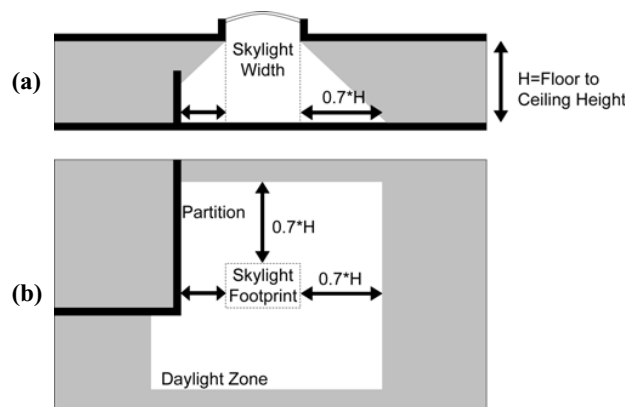 (a)
Skylight
Width
0.7*H
H=Floor to
Ceiling Height
(b)
Partition
0.7*H
Skylight
Footprint
0.7*H
Daylight Zone